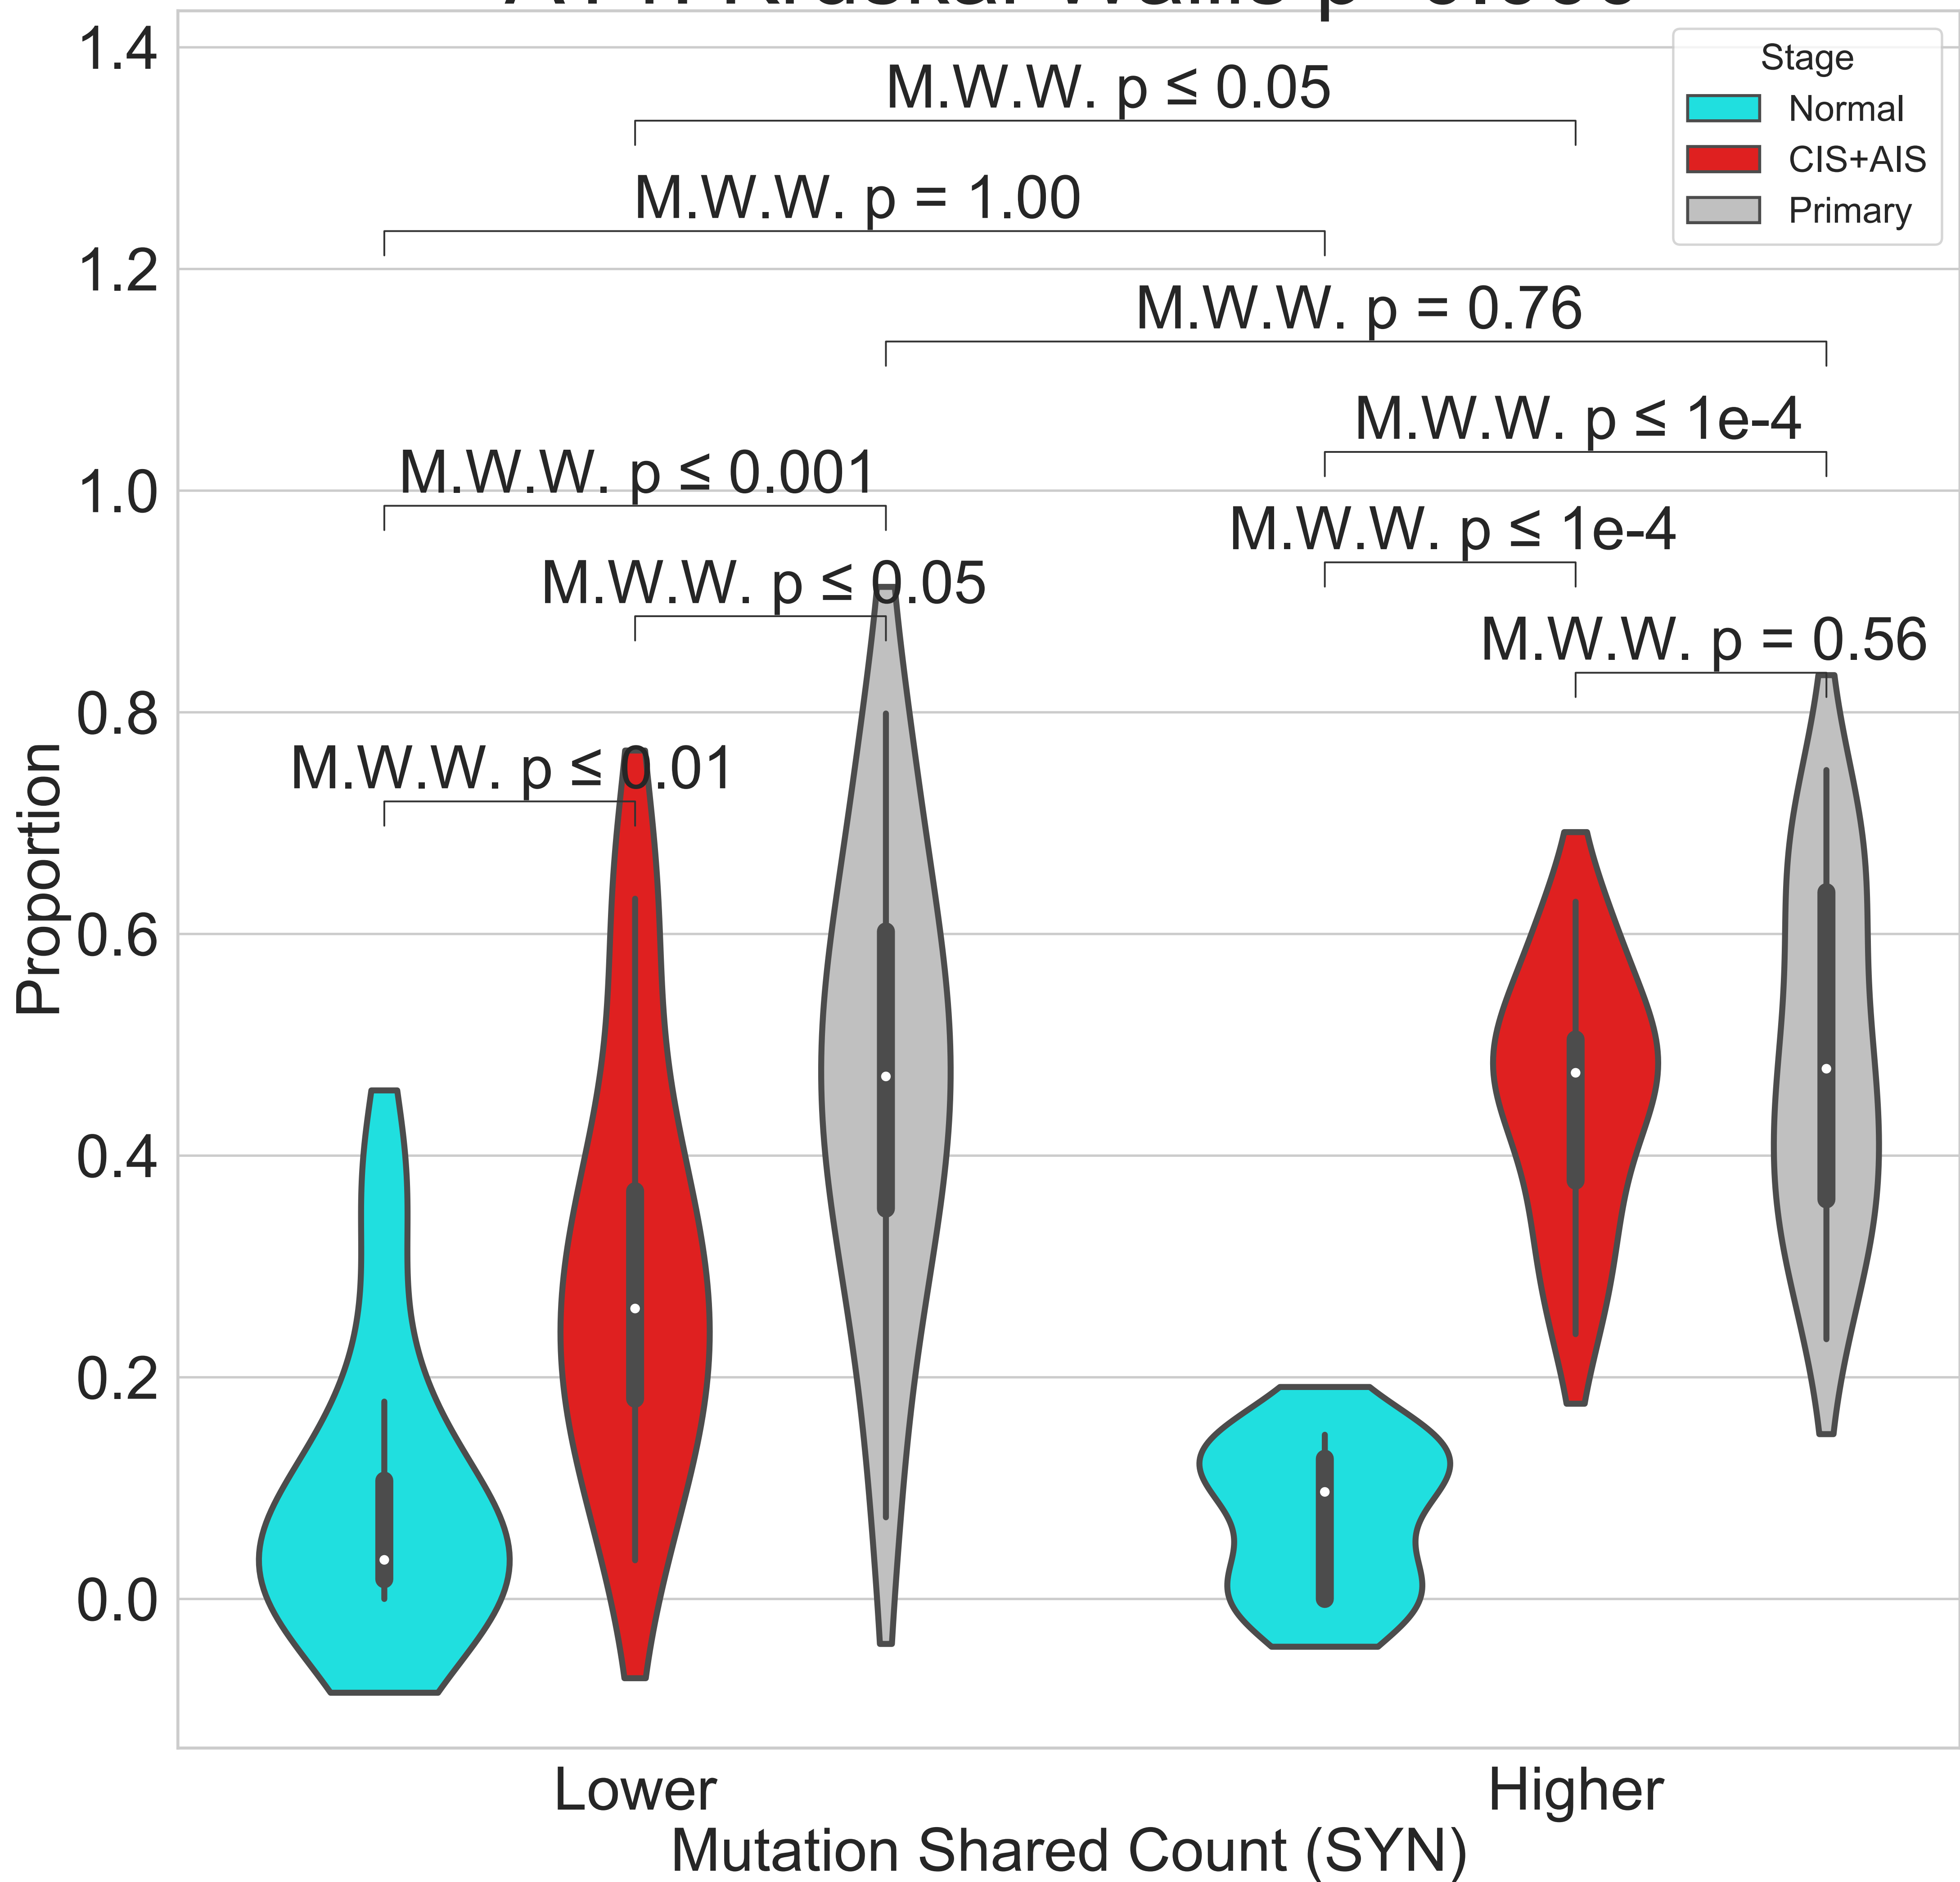 1.4
1.2
1.0
0.8
0.6
0.4
0.2
0.0
Proportion
M.W.W. p ≤ 0.05
M.W.W. p = 1.00
M.W.W. p = 0.76
M.W.W. p ≤ 1e-4
M.W.W. p ≤ 0.001
M.W.W. p ≤ 1e-4
M.W.W. p ≤ 0.05
M.W.W. p = 0.56
M.W.W. p ≤ 0.01
Stage
Normal
CIS+AIS
Primary
Lower
Higher
Mutation Shared Count (SYN)